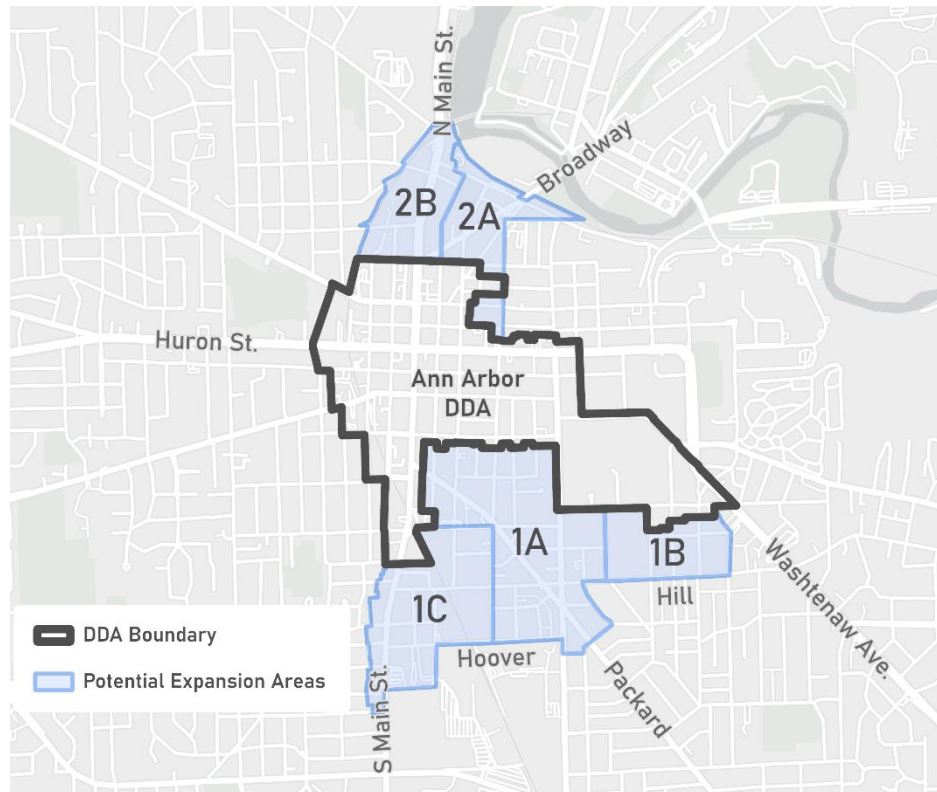 N Main St.
Broadway
2B
2A
Huron St.
Ann Arbor
DDA
1A
1B
Washtenaw Ave.
Hill
1C
DDA Boundary
Hoover
Potential Expansion Areas
Packard
S Main St.